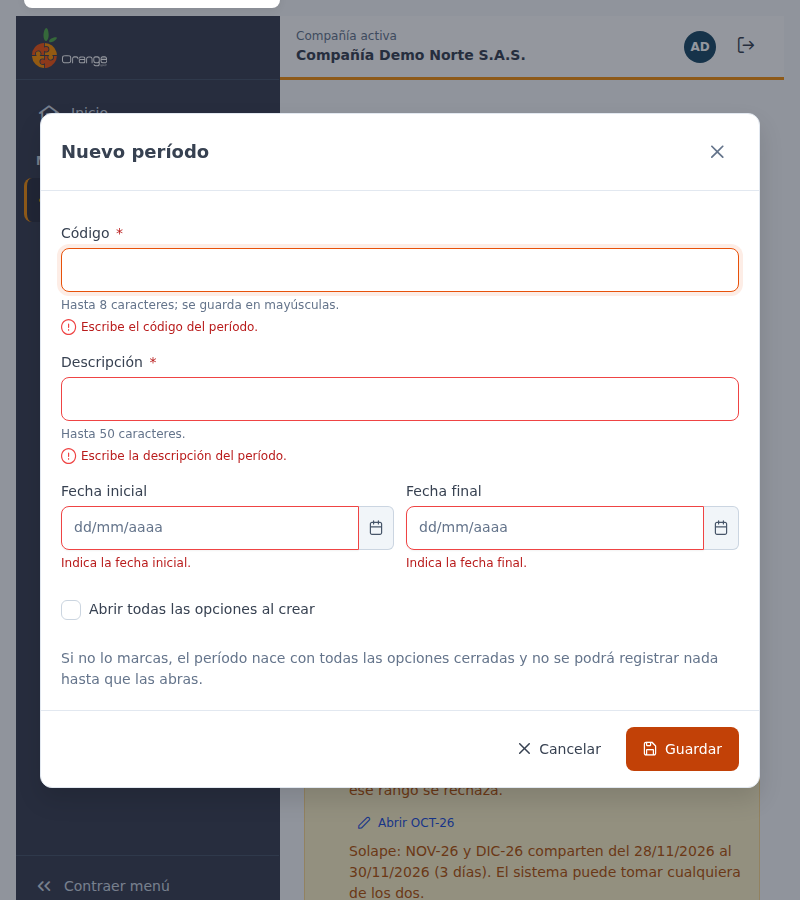 Orange
Compañía activa
Compañía Demo Norte S.A.S.
AD
Inicio
Nuevo período
Código *
Hasta 8 caracteres; se guarda en mayúsculas.
Escribe el código del período.
Descripción *
Hasta 50 caracteres.
Escribe la descripción del período.
Fecha inicial
Fecha final
dd/mm/aaaa
dd/mm/aaaa
Indica la fecha inicial.
Indica la fecha final.
Abrir todas las opciones al crear
Si no lo marcas, el período nace con todas las opciones cerradas y no se podrá registrar nada
hasta que las abras.
Cancelar
Guardar
ese rango se rechaza.
Abrir OCT-26
Solape: NOV-26 y DIC-26 comparten del 28/11/2026 al
30/11/2026 (3 días). El sistema puede tomar cualquiera
de los dos.
Contraer menú